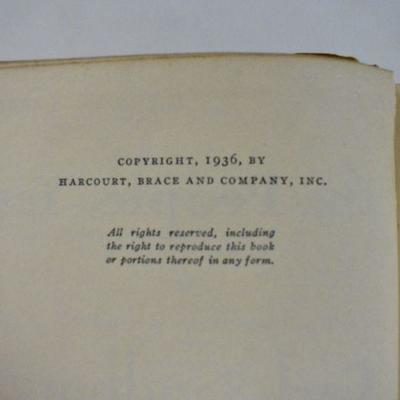 COPYRIGHT, 1936, BY
HARCOURT, BRACE AND COMPANY, INC.
All rights reserved, including
the right to reproduce this book
or portions thereof in any form.